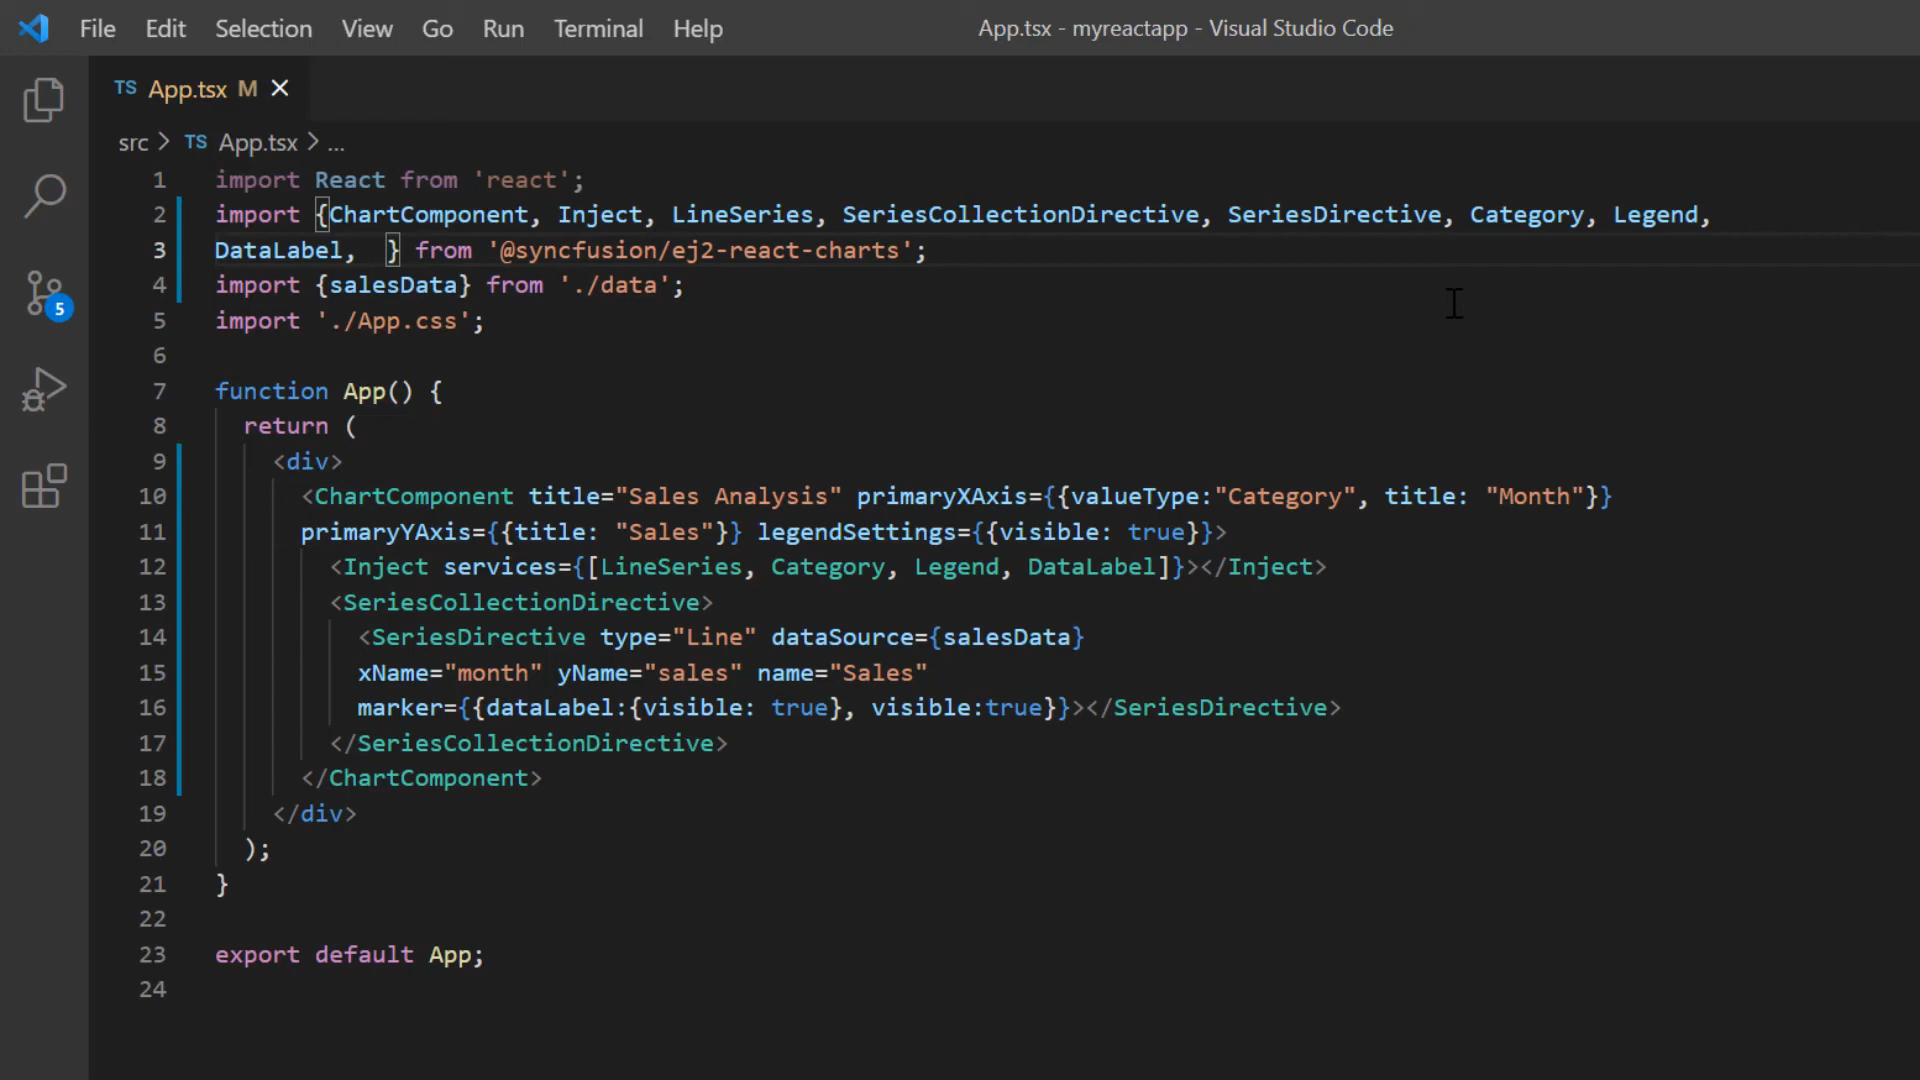 File Edit Selection View Go Run Terminal Help App.tsx - myreactapp - Visual Studio Code
TS App.tsx M
src > TS App.tsx > ...
1 import React from 'react';
2 import {ChartComponent, Inject, LineSeries, SeriesCollectionDirective, SeriesDirective, Category, Legend,
3 DataLabel,  } from '@syncfusion/ej2-react-charts';
4 import {salesData} from './data';
5 import './App.css';
6
7 function App() {
8   return (
9     <div>
10       <ChartComponent title="Sales Analysis" primaryXAxis={{valueType:"Category", title: "Month"}}
11       primaryYAxis={{title: "Sales"}} legendSettings={{visible: true}}>
12         <Inject services={[LineSeries, Category, Legend, DataLabel]}></Inject>
13         <SeriesCollectionDirective>
14           <SeriesDirective type="Line" dataSource={salesData}
15           xName="month" yName="sales" name="Sales"
16           marker={{dataLabel:{visible: true}, visible:true}}></SeriesDirective>
17         </SeriesCollectionDirective>
18       </ChartComponent>
19     </div>
20   );
21 }
22
23 export default App;
24
5